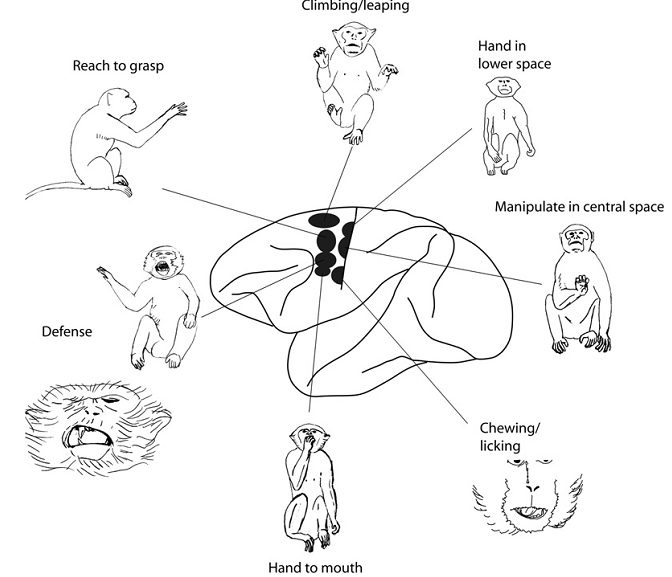 Climbing/leaping
Hand in
lower space
Reach to grasp
Manipulate in central space
Defense
Chewing/
licking
Hand to mouth